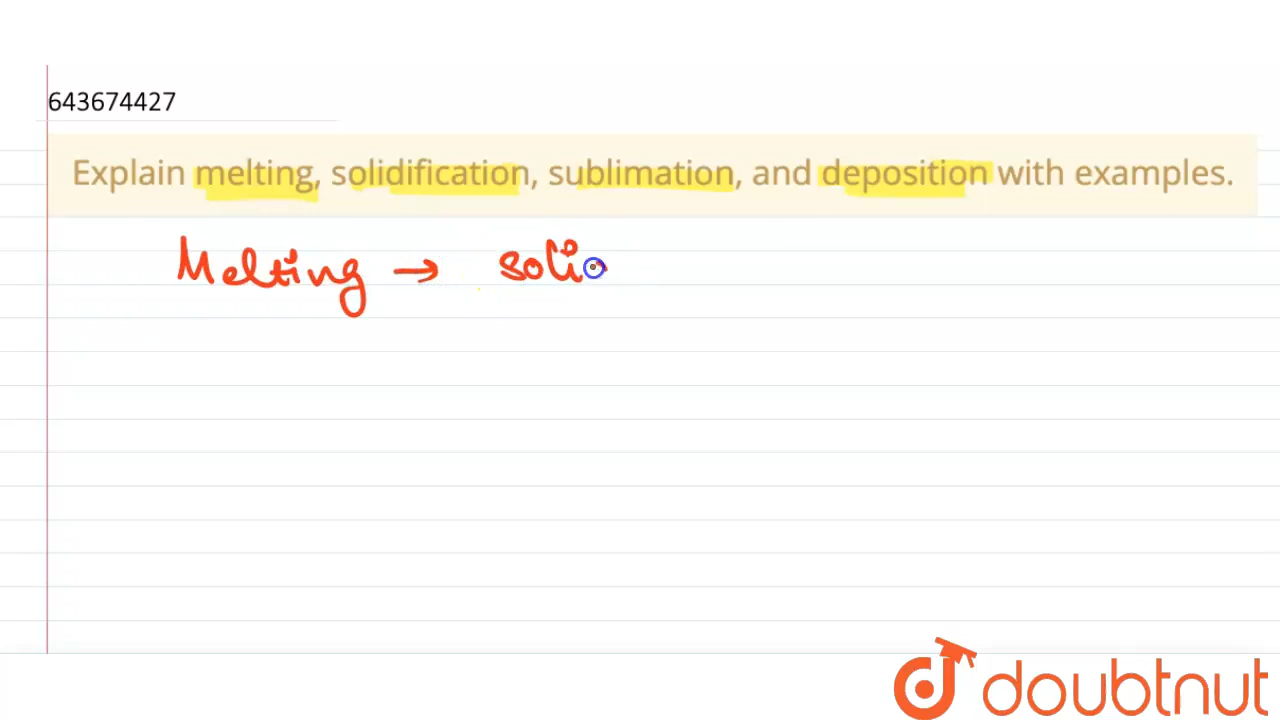 643674427
Explain melting, solidification, sublimation, and deposition with examples.
Melting → soli
doubtnut